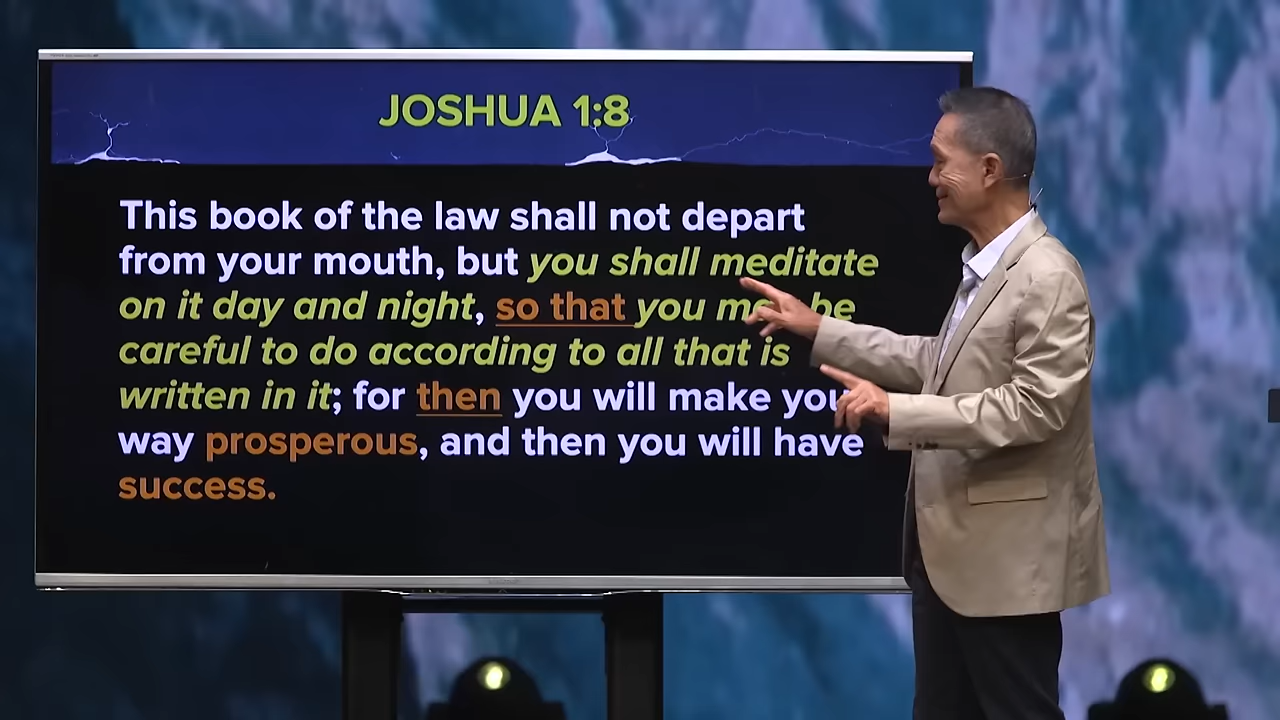 JOSHUA 1:8
This book of the law shall not depart
from your mouth, but you shall meditate
on it day and night, so that you be
careful to do according to all that is
written in it; for then you will make
way prosperous, and then you will have
success.